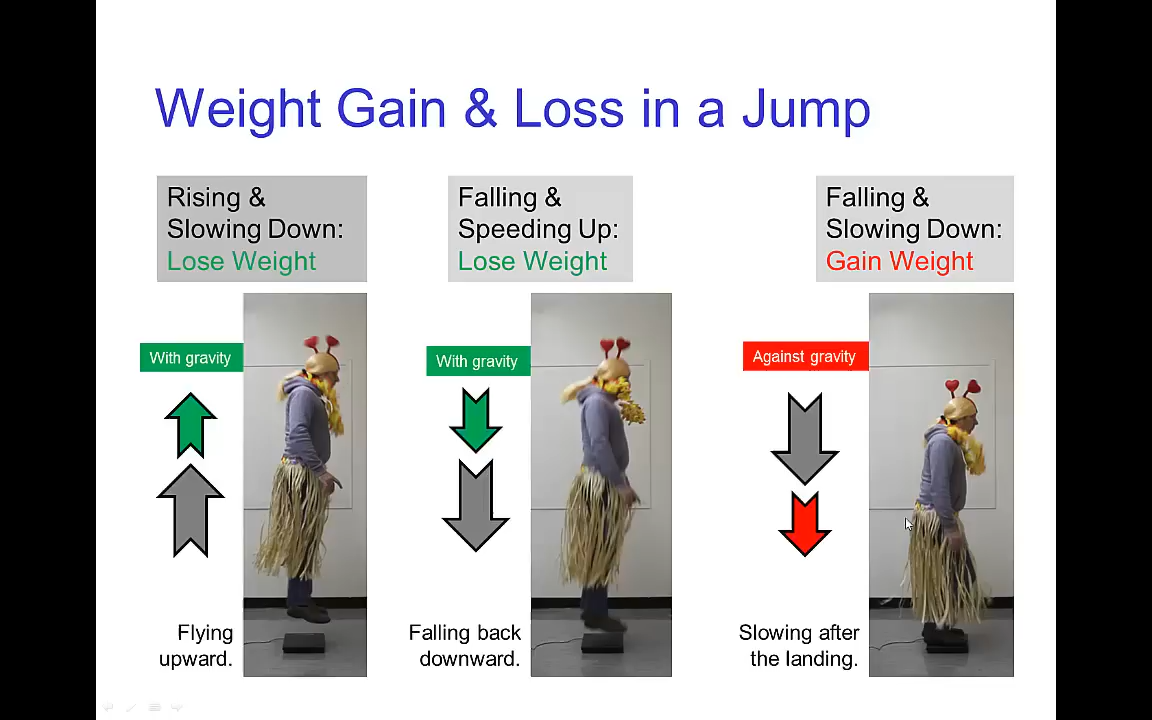 Weight Gain & Loss in a Jump
Rising &
Slowing Down:
Lose Weight
With gravity
Flying
upward.
Falling &
Speeding Up:
Lose Weight
With gravity
Falling back
downward.
Falling &
Slowing Down:
Gain Weight
Against gravity
Slowing after
the landing.